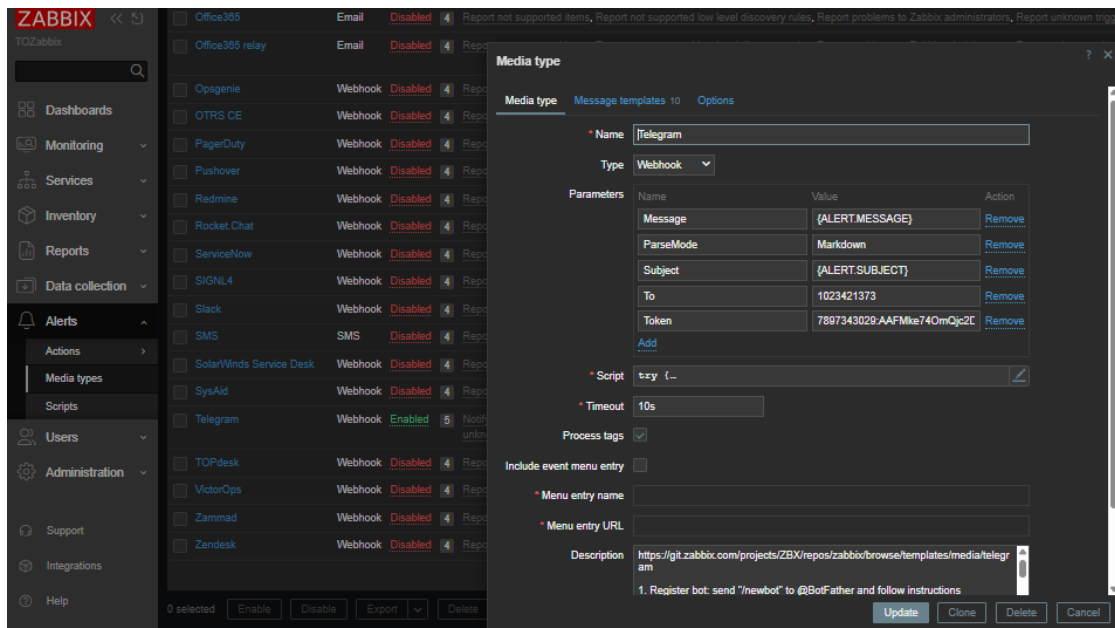 ZABBIX
TOZabbix
Dashboards
Monitoring
Services
Inventory
Reports
Data collection
Alerts
Actions
Media types
Scripts
Users
Administration
Support
Integrations
Help
Office365 Email Disabled 4 Report not supported items, Report not supported low level discovery rules, Report problems to Zabbix administrators, Report unknown
Office365 relay Email Disabled 4
Opsgenie Webhook Disabled 4
OTRS CE Webhook Disabled 4
PagerDuty Webhook Disabled 4
Pushover Webhook Disabled 4
Redmine Webhook Disabled 4
Rocket.Chat Webhook Disabled 4
ServiceNow Webhook Disabled 4
SIGNL4 Webhook Disabled 4
Slack Webhook Disabled 4
SMS SMS Disabled 4
SolarWinds Service Desk Webhook Disabled 4
SysAid Webhook Disabled 4
Telegram Webhook Enabled 5
TOPdesk Webhook Disabled 4
VictorOps Webhook Disabled 4
Zammad Webhook Disabled 4
Zendesk Webhook Disabled 4
0 selected Enable Disable Export Delete
Media type ?
Media type Message templates 10 Options
* Name Telegram
Type Webhook
Parameters Name Value Action
Message {ALERT.MESSAGE} Remove
ParseMode Markdown Remove
Subject {ALERT.SUBJECT} Remove
To 1023421373 Remove
Token 7897343029:AAFMke74OmQjc2D Remove
Add
* Script try {…
* Timeout 10s
Process tags
Include event menu entry
* Menu entry name
* Menu entry URL
Description https://git.zabbix.com/projects/ZBX/repos/zabbix/browse/templates/media/telegr
am
1. Register bot: send "/newbot" to @BotFather and follow instructions
Update Clone Delete Cancel